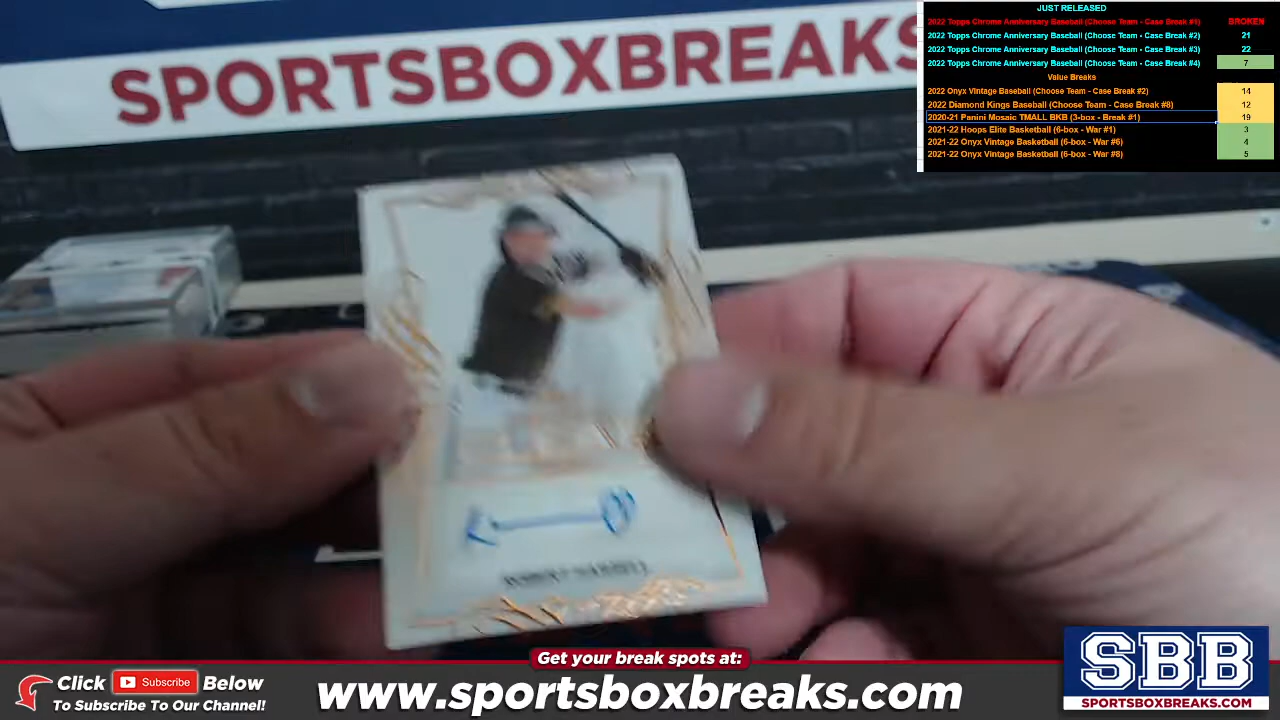 SPORTSBOXBREAKS
JUST RELEASED
2022 Topps Chrome Anniversary Baseball (Choose Team - Case Break #1) BROKEN
2022 Topps Chrome Anniversary Baseball (Choose Team - Case Break #2) 21
2022 Topps Chrome Anniversary Baseball (Choose Team - Case Break #3) 22
2022 Topps Chrome Anniversary Baseball (Choose Team - Case Break #4) 7
Value Breaks
2022 Onyx Vintage Baseball (Choose Team - Case Break #2) 14
2022 Diamond Kings Baseball (Choose Team - Case Break #8) 12
2020-21 Panini Mosaic TMALL BKB (3-box - Break #1) 19
2021-22 Hoops Elite Basketball (6-box - War #1) 3
2021-22 Onyx Vintage Basketball (6-box - War #6) 4
2021-22 Onyx Vintage Basketball (6-box - War #8) 5
Get your break spots at:
Click Subscribe Below
To Subscribe To Our Channel!
www.sportsboxbreaks.com
SBB
SPORTSBOXBREAKS.COM